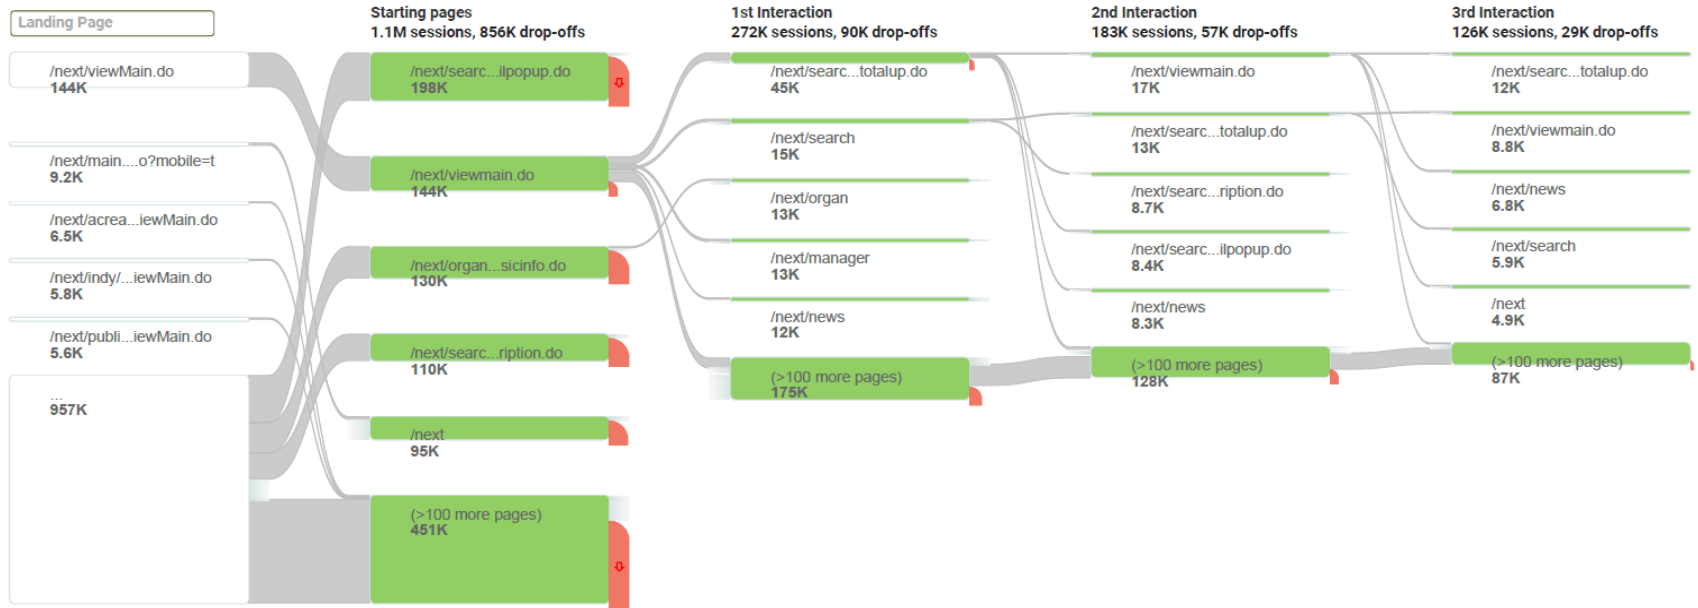 Landing Page
/next/viewMain.do
144K
/next/main....o?mobile=t
9.2K
/next/acrea...iewMain.do
6.5K
/next/indy/...iewMain.do
5.8K
/next/publi...iewMain.do
5.6K
...
957K
Starting pages
1.1M sessions, 856K drop-offs
/next/searc...ilpopup.do
198K
/next/viewmain.do
144K
/next/organ...sicinfo.do
130K
/next/searc...ription.do
110K
/next
95K
(>100 more pages)
451K
1st Interaction
272K sessions, 90K drop-offs
/next/searc...totalup.do
45K
/next/search
15K
/next/organ
13K
/next/manager
13K
/next/news
12K
(>100 more pages)
175K
2nd Interaction
183K sessions, 57K drop-offs
/next/viewmain.do
17K
/next/searc...totalup.do
13K
/next/searc...ription.do
8.7K
/next/searc...ilpopup.do
8.4K
/next/news
8.3K
(>100 more pages)
128K
3rd Interaction
126K sessions, 29K drop-offs
/next/searc...totalup.do
12K
/next/viewmain.do
8.8K
/next/news
6.8K
/next/search
5.9K
/next
4.9K
(>100 more pages)
87K